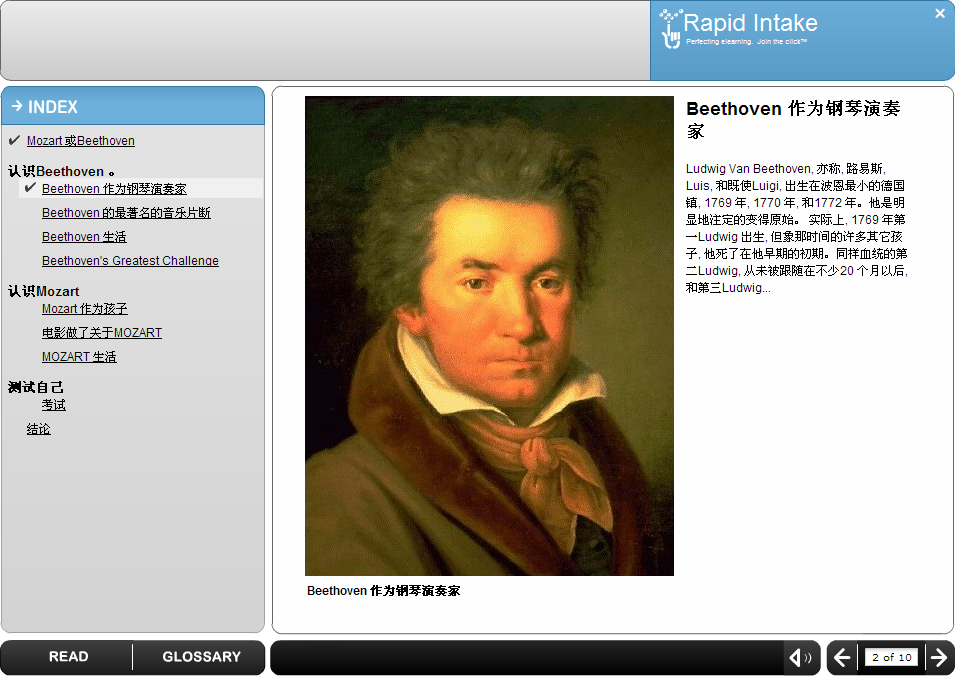 Rapid Intake
Perfecting elearning. Join the click™
INDEX
Mozart 或Beethoven
认识Beethoven 。
Beethoven 作为钢琴演奏家
Beethoven 的最著名的音乐片断
Beethoven 生活
Beethoven's Greatest Challenge
认识Mozart
Mozart 作为孩子
电影做了关于MOZART
MOZART 生活
测试自己
考试
结论
Beethoven 作为钢琴演奏
家
Ludwig Van Beethoven, 亦称, 路易斯,
Luis, 和既使Luigi, 出生在波恩最小的德国
镇, 1769 年, 1770 年, 和1772 年。他是明
显地注定的变得原始。 实际上, 1769 年第
一Ludwig 出生, 但象那时间的许多其它孩
子, 他死了在他早期的初期。同样血统的第
二Ludwig, 从未被跟随在不少20 个月以后,
和第三Ludwig...
Beethoven 作为钢琴演奏家
READ
GLOSSARY
2 of 10